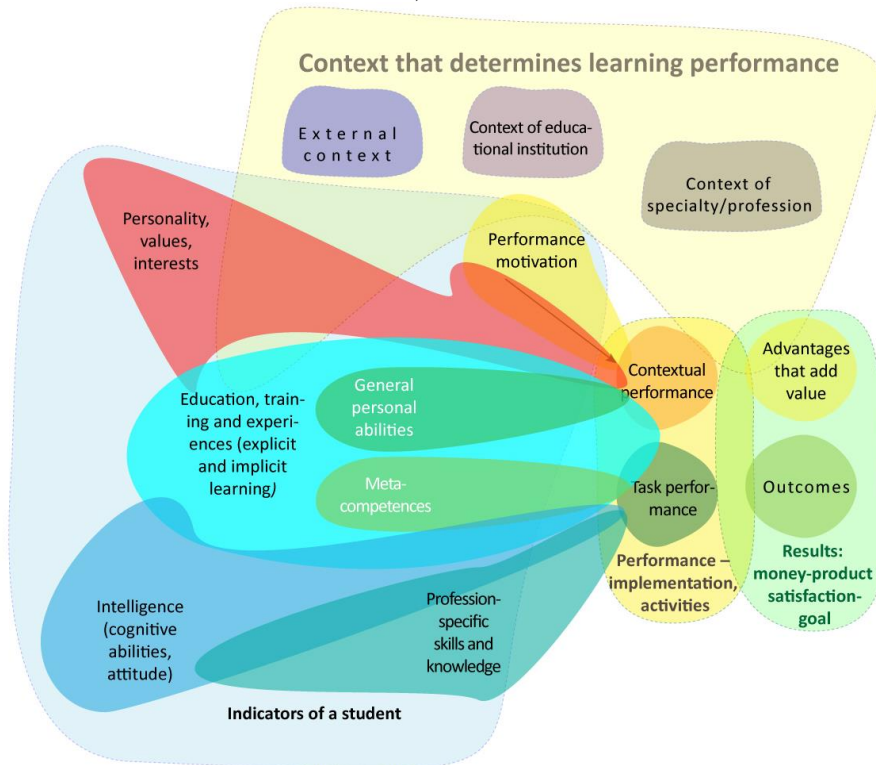 Context that determines learning performance
External
context
Context of educa-
tional institution
Context of
specialty/profession
Personality,
values,
interests
Performance
motivation
Education, train-
ing and experi-
ences (explicit
and implicit
learning)
General
personal
abilities
Meta-
competences
Contextual
performance
Advantages
that add
value
Task perfor-
mance
Outcomes
Performance –
implementation,
activities
Results:
money-product
satisfaction-
goal
Intelligence
(cognitive
abilities,
attitude)
Profession-
specific
skills and
knowledge
Indicators of a student